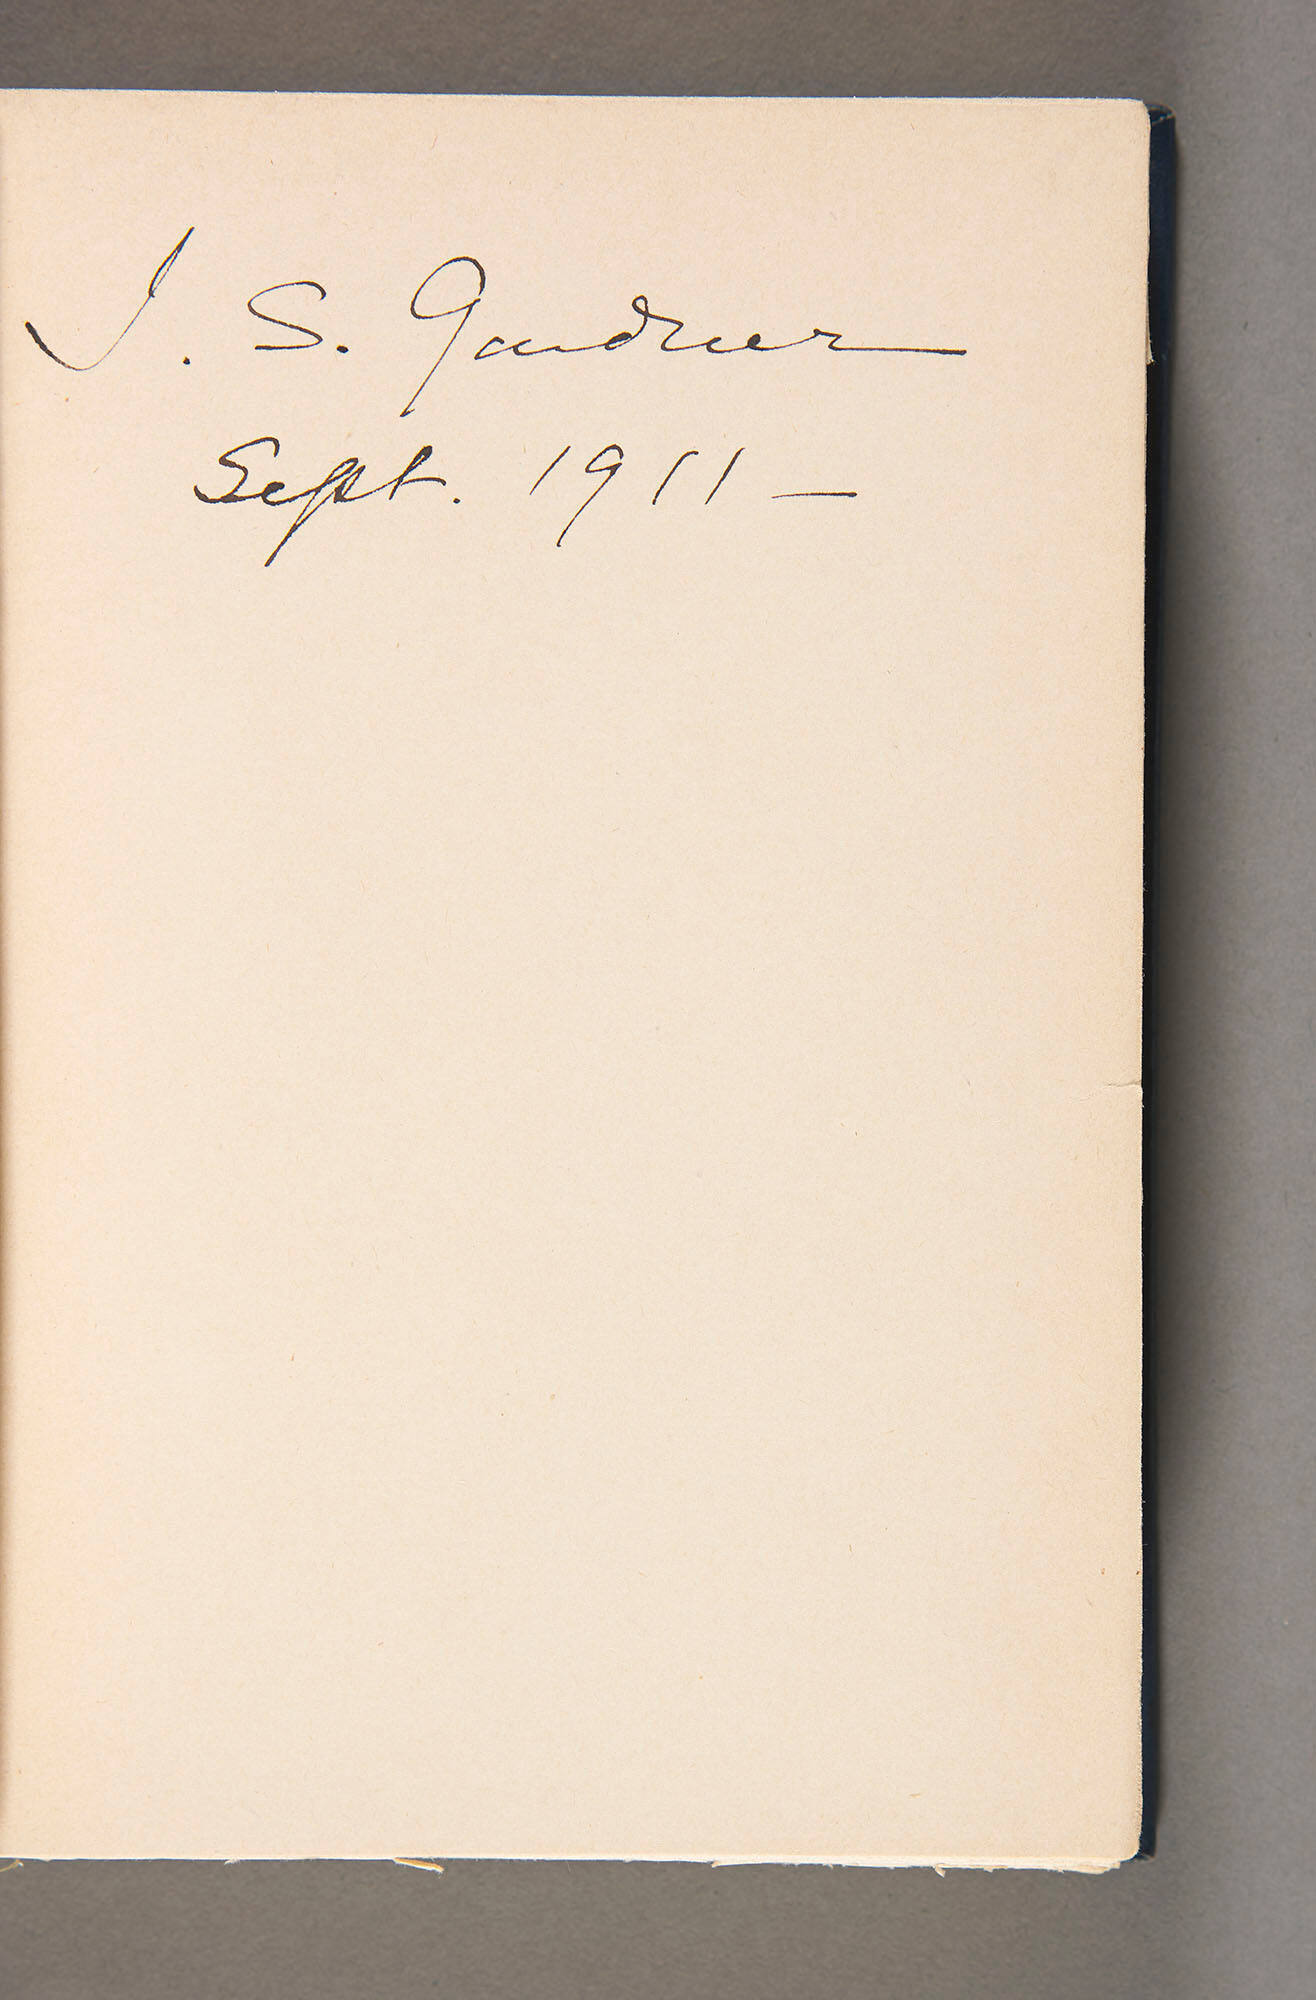 I. S. Gardner
Sept. 1911 —